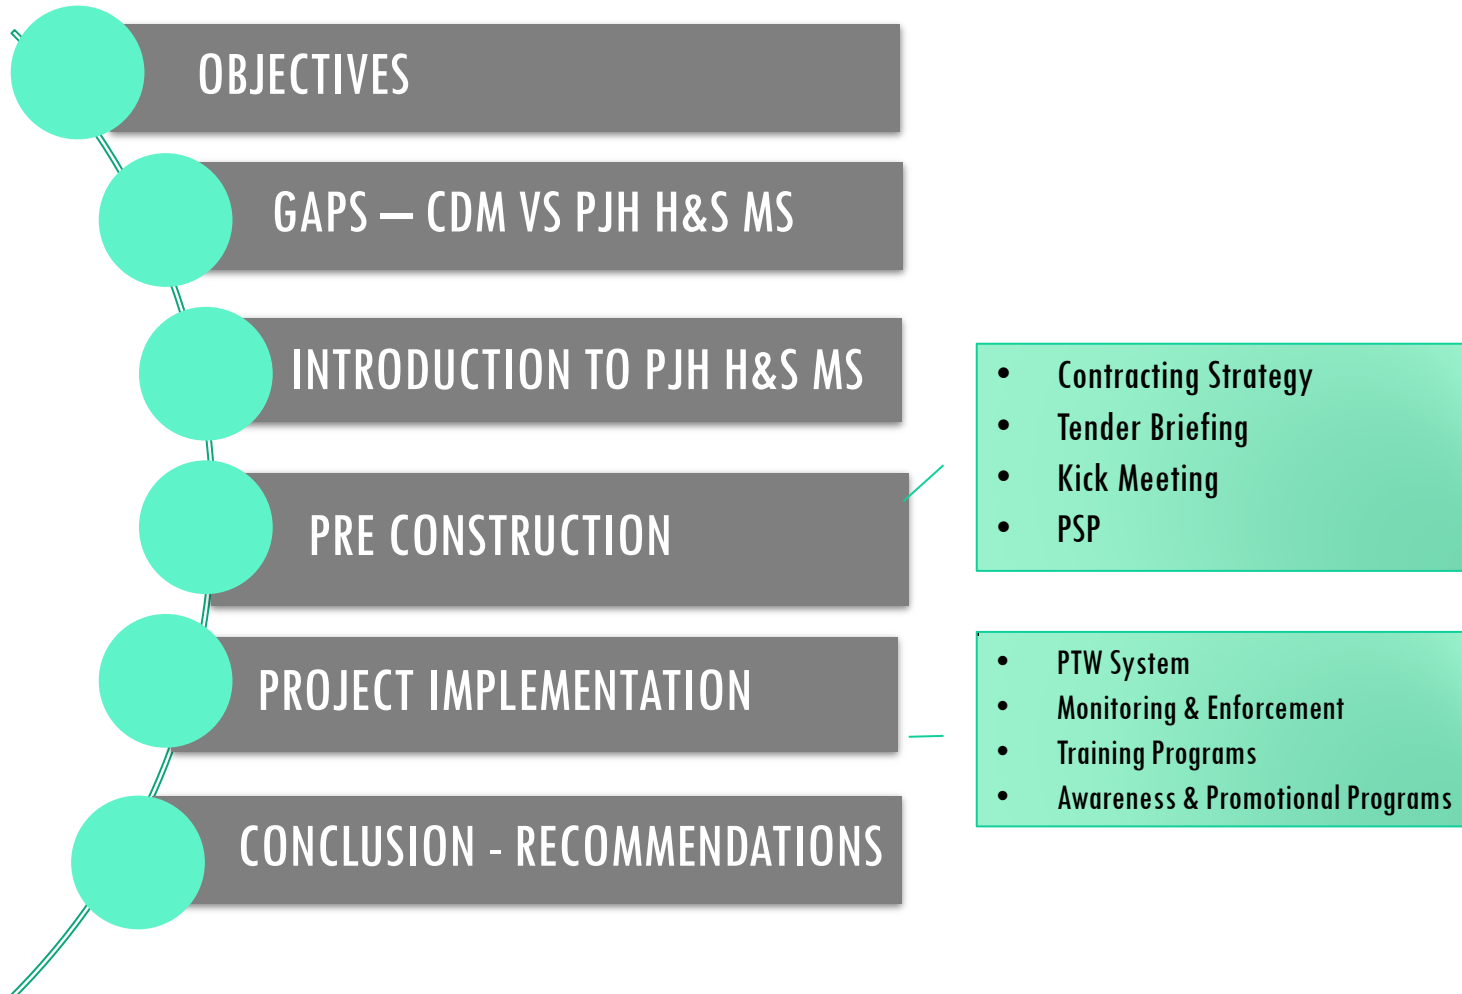 OBJECTIVES
GAPS – CDM VS PJH H&S MS
INTRODUCTION TO PJH H&S MS
PRE CONSTRUCTION
• Contracting Strategy
• Tender Briefing
• Kick Meeting
• PSP
PROJECT IMPLEMENTATION
• PTW System
• Monitoring & Enforcement
• Training Programs
• Awareness & Promotional Programs
CONCLUSION - RECOMMENDATIONS